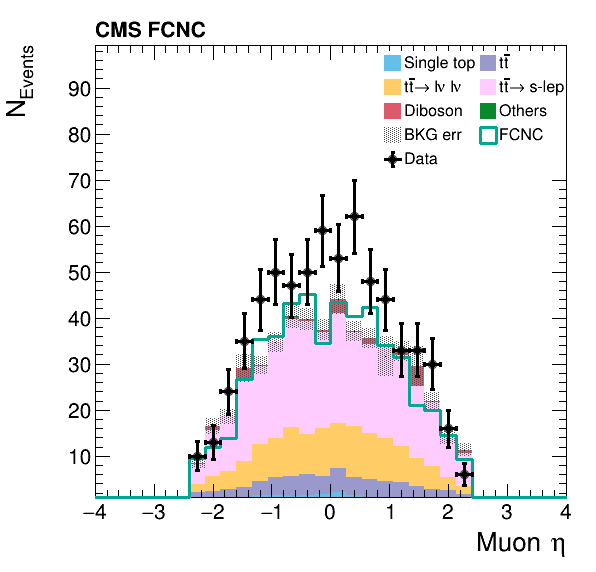 CMS FCNC
N_Events
Single top
tt̅
tt̅→ lν lν
tt̅→ s-lep
Diboson
Others
BKG err
FCNC
Data
90
80
70
60
50
40
30
20
10
−4 −3 −2 −1 0 1 2 3 4
Muon η